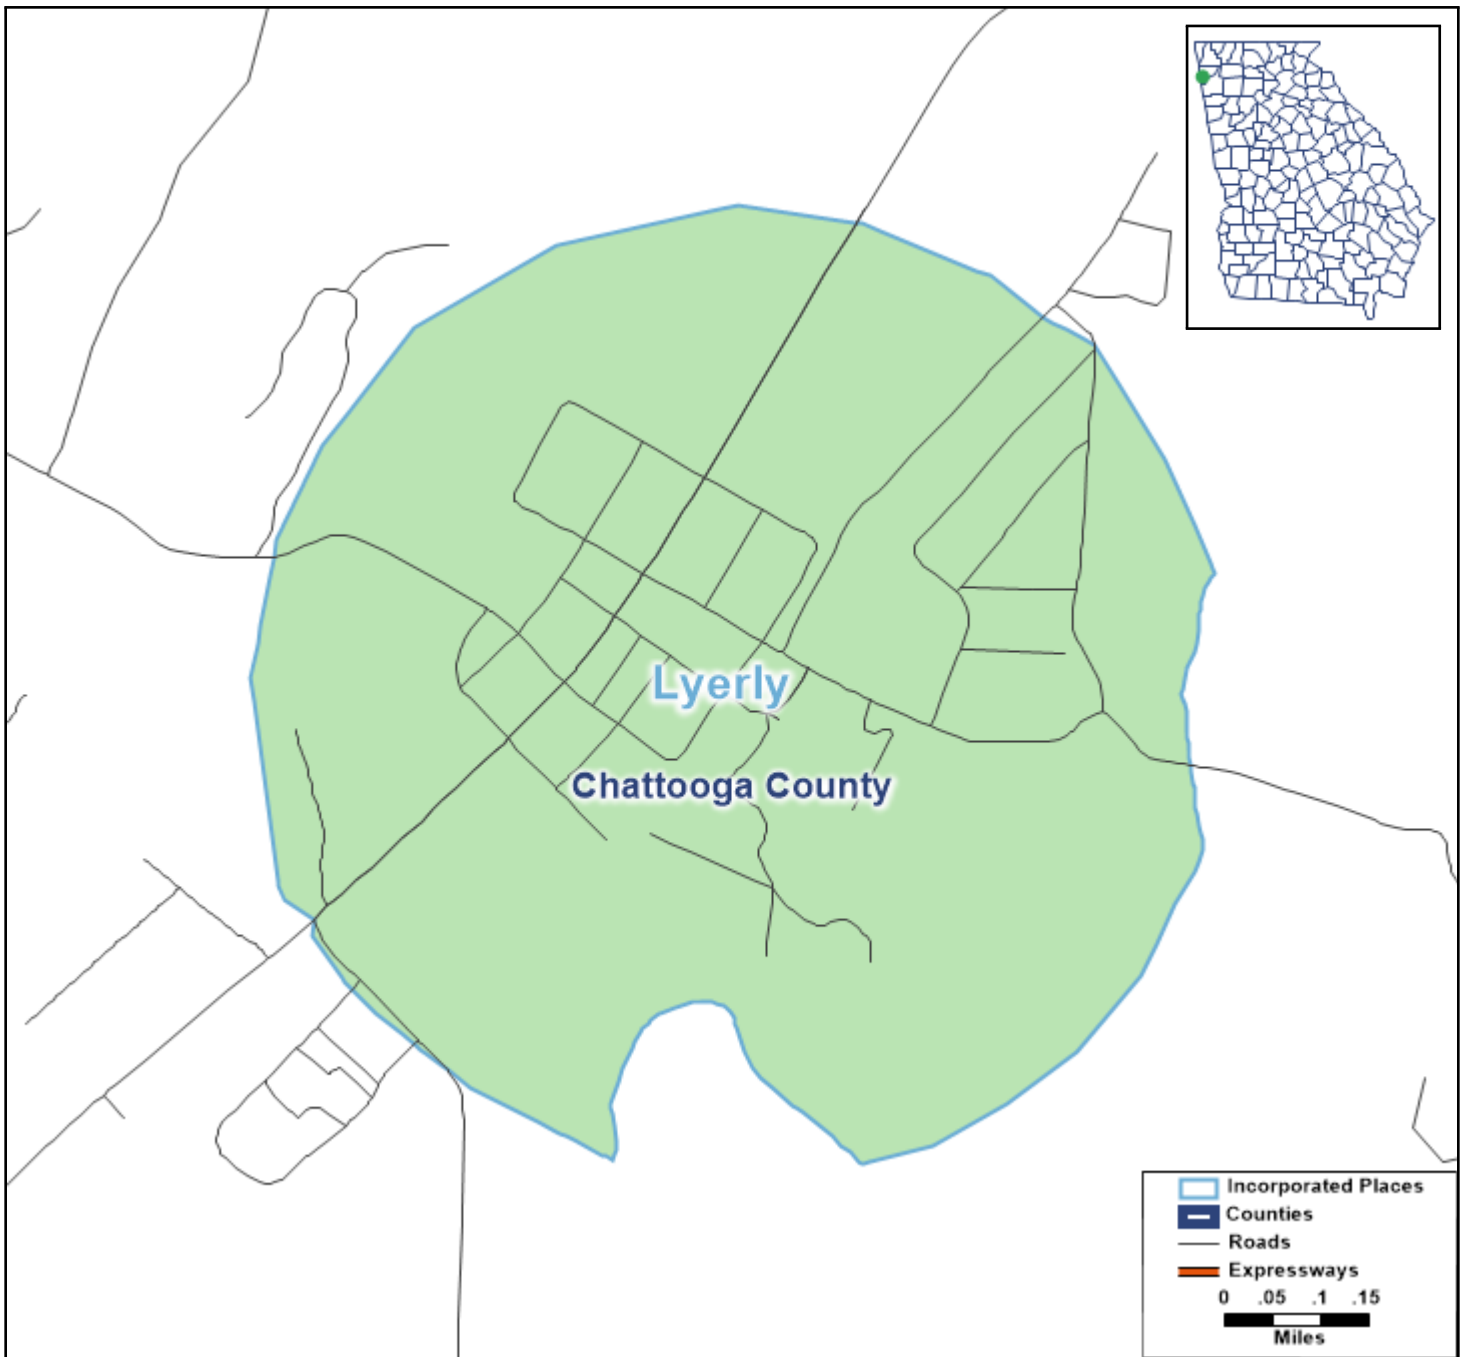 Lyerly
Chattooga County
Incorporated Places
Counties
Roads
Expressways
0 .05 .1 .15
Miles